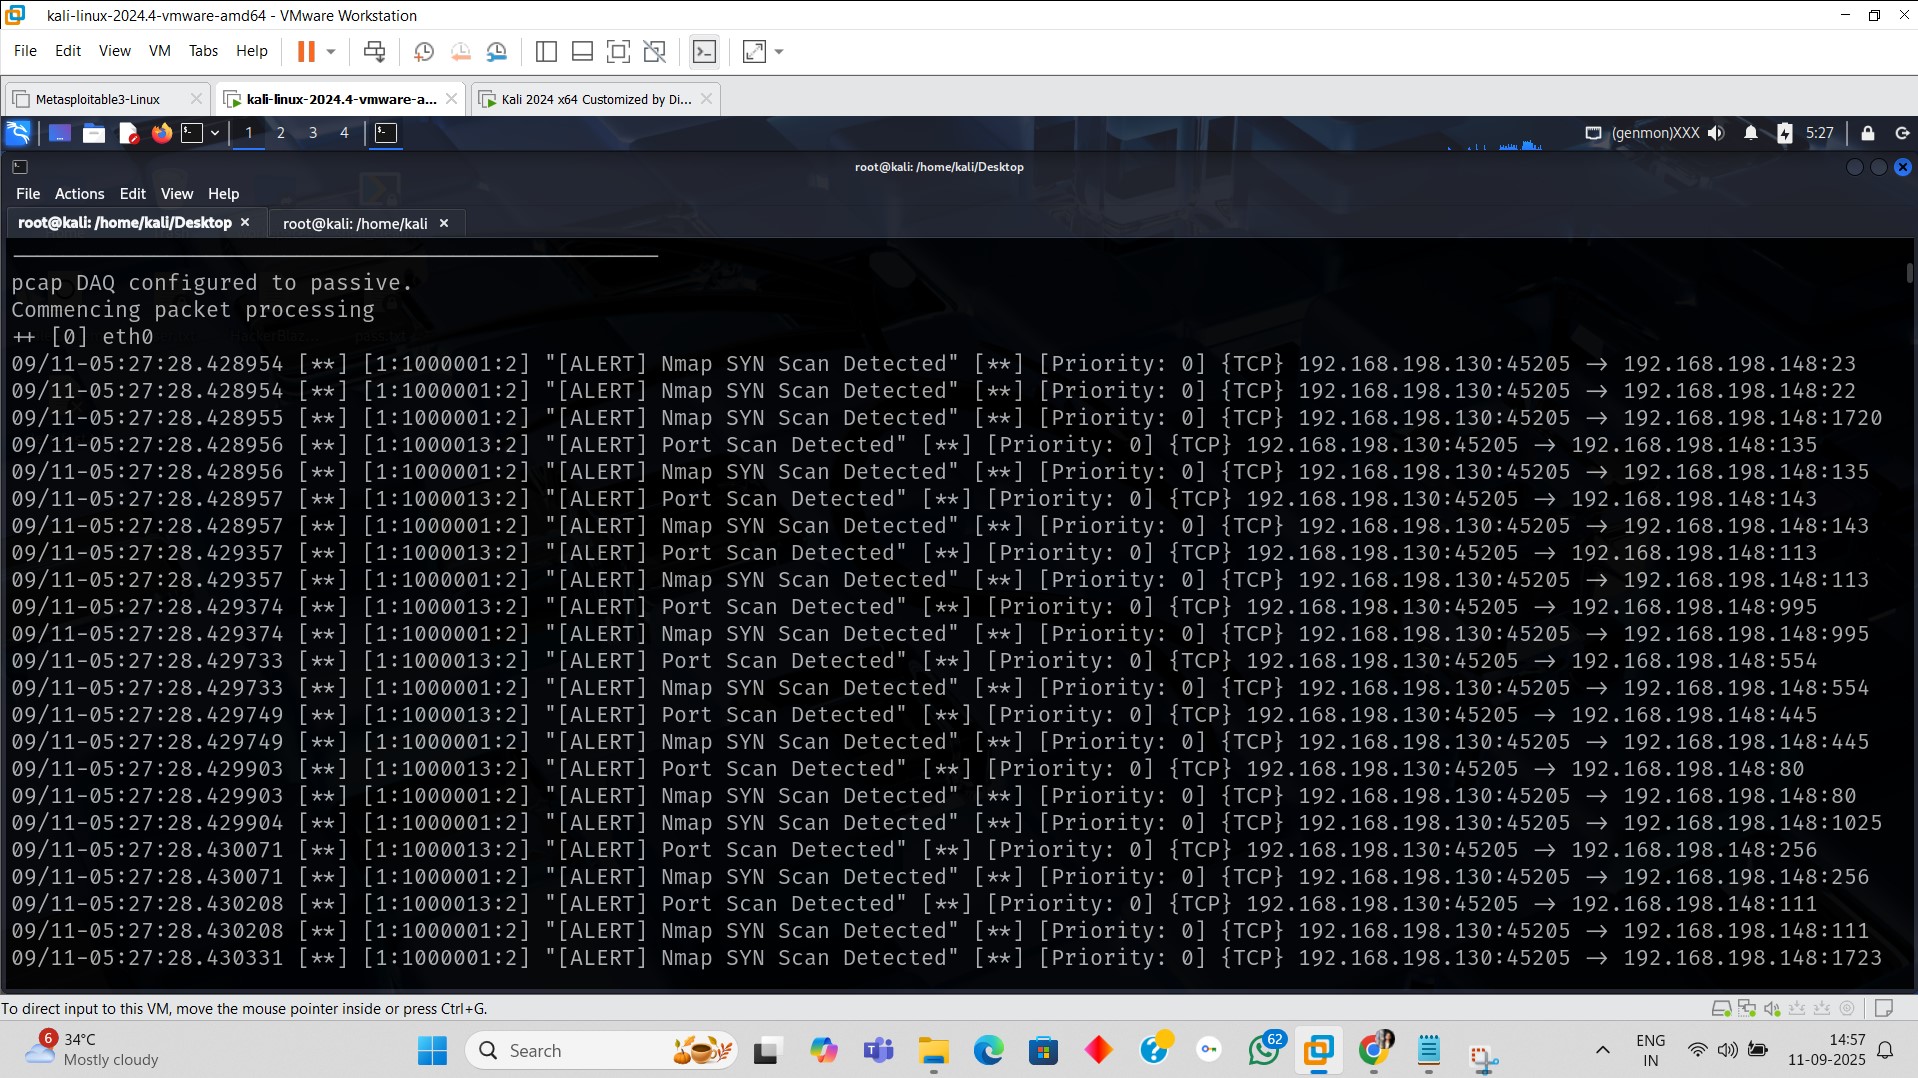 kali-linux-2024.4-vmware-amd64 - VMware Workstation
File Edit View VM Tabs Help
Metasploitable3-Linux
kali-linux-2024.4-vmware-a...
Kali 2024 x64 Customized by Di...
1 2 3 4
(genmon)XXX 5:27
root@kali: /home/kali/Desktop
File Actions Edit View Help
root@kali: /home/kali/Desktop
root@kali: /home/kali
pcap DAQ configured to passive.
Commencing packet processing
++ [0] eth0
09/11-05:27:28.428954 [**] [1:1000001:2] "[ALERT] Nmap SYN Scan Detected" [**] [Priority: 0] {TCP} 192.168.198.130:45205 → 192.168.198.148:23
09/11-05:27:28.428954 [**] [1:1000001:2] "[ALERT] Nmap SYN Scan Detected" [**] [Priority: 0] {TCP} 192.168.198.130:45205 → 192.168.198.148:22
09/11-05:27:28.428955 [**] [1:1000001:2] "[ALERT] Nmap SYN Scan Detected" [**] [Priority: 0] {TCP} 192.168.198.130:45205 → 192.168.198.148:1720
09/11-05:27:28.428956 [**] [1:1000013:2] "[ALERT] Port Scan Detected" [**] [Priority: 0] {TCP} 192.168.198.130:45205 → 192.168.198.148:135
09/11-05:27:28.428956 [**] [1:1000001:2] "[ALERT] Nmap SYN Scan Detected" [**] [Priority: 0] {TCP} 192.168.198.130:45205 → 192.168.198.148:135
09/11-05:27:28.428957 [**] [1:1000013:2] "[ALERT] Port Scan Detected" [**] [Priority: 0] {TCP} 192.168.198.130:45205 → 192.168.198.148:143
09/11-05:27:28.428957 [**] [1:1000001:2] "[ALERT] Nmap SYN Scan Detected" [**] [Priority: 0] {TCP} 192.168.198.130:45205 → 192.168.198.148:143
09/11-05:27:28.429357 [**] [1:1000013:2] "[ALERT] Port Scan Detected" [**] [Priority: 0] {TCP} 192.168.198.130:45205 → 192.168.198.148:113
09/11-05:27:28.429357 [**] [1:1000001:2] "[ALERT] Nmap SYN Scan Detected" [**] [Priority: 0] {TCP} 192.168.198.130:45205 → 192.168.198.148:113
09/11-05:27:28.429374 [**] [1:1000013:2] "[ALERT] Port Scan Detected" [**] [Priority: 0] {TCP} 192.168.198.130:45205 → 192.168.198.148:995
09/11-05:27:28.429374 [**] [1:1000001:2] "[ALERT] Nmap SYN Scan Detected" [**] [Priority: 0] {TCP} 192.168.198.130:45205 → 192.168.198.148:995
09/11-05:27:28.429733 [**] [1:1000013:2] "[ALERT] Port Scan Detected" [**] [Priority: 0] {TCP} 192.168.198.130:45205 → 192.168.198.148:554
09/11-05:27:28.429733 [**] [1:1000001:2] "[ALERT] Nmap SYN Scan Detected" [**] [Priority: 0] {TCP} 192.168.198.130:45205 → 192.168.198.148:554
09/11-05:27:28.429749 [**] [1:1000013:2] "[ALERT] Port Scan Detected" [**] [Priority: 0] {TCP} 192.168.198.130:45205 → 192.168.198.148:445
09/11-05:27:28.429749 [**] [1:1000001:2] "[ALERT] Nmap SYN Scan Detected" [**] [Priority: 0] {TCP} 192.168.198.130:45205 → 192.168.198.148:445
09/11-05:27:28.429903 [**] [1:1000013:2] "[ALERT] Port Scan Detected" [**] [Priority: 0] {TCP} 192.168.198.130:45205 → 192.168.198.148:80
09/11-05:27:28.429903 [**] [1:1000001:2] "[ALERT] Nmap SYN Scan Detected" [**] [Priority: 0] {TCP} 192.168.198.130:45205 → 192.168.198.148:80
09/11-05:27:28.429904 [**] [1:1000001:2] "[ALERT] Nmap SYN Scan Detected" [**] [Priority: 0] {TCP} 192.168.198.130:45205 → 192.168.198.148:1025
09/11-05:27:28.430071 [**] [1:1000013:2] "[ALERT] Port Scan Detected" [**] [Priority: 0] {TCP} 192.168.198.130:45205 → 192.168.198.148:256
09/11-05:27:28.430071 [**] [1:1000001:2] "[ALERT] Nmap SYN Scan Detected" [**] [Priority: 0] {TCP} 192.168.198.130:45205 → 192.168.198.148:256
09/11-05:27:28.430208 [**] [1:1000013:2] "[ALERT] Port Scan Detected" [**] [Priority: 0] {TCP} 192.168.198.130:45205 → 192.168.198.148:111
09/11-05:27:28.430208 [**] [1:1000001:2] "[ALERT] Nmap SYN Scan Detected" [**] [Priority: 0] {TCP} 192.168.198.130:45205 → 192.168.198.148:111
09/11-05:27:28.430331 [**] [1:1000001:2] "[ALERT] Nmap SYN Scan Detected" [**] [Priority: 0] {TCP} 192.168.198.130:45205 → 192.168.198.148:1723
To direct input to this VM, move the mouse pointer inside or press Ctrl+G.
6
34°C
Mostly cloudy
Search
62
ENG
IN
14:57
11-09-2025